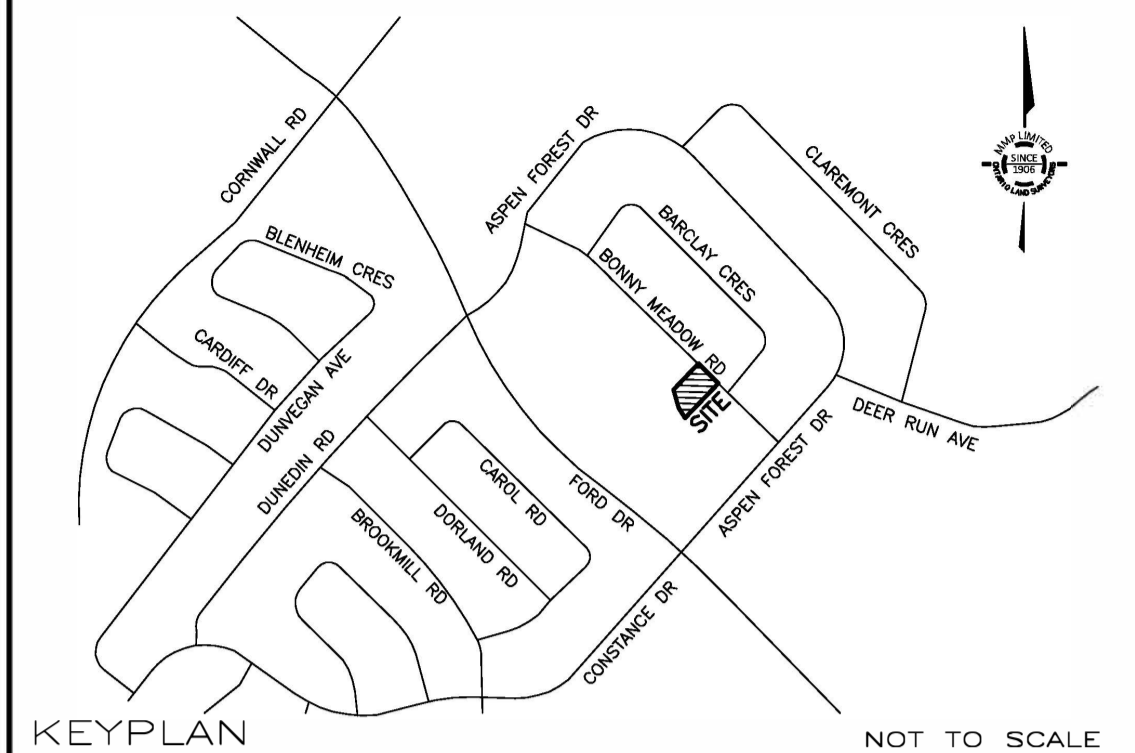 CORNWALL RD
ASPEN FOREST DR
CLAREMONT CRES
MMP LIMITED
SINCE
1906
ONTARIO LAND SURVEYORS
BLENHEIM CRES
BARCLAY CRES
BONNY MEADOW RD
CARDIFF DR
DUNVEGAN AVE
SITE
DEER RUN AVE
ASPEN FOREST DR
DUNEDIN RD
CAROL RD
FORD DR
DORLAND RD
BROOKMILL RD
CONSTANCE DR
KEYPLAN
NOT TO SCALE